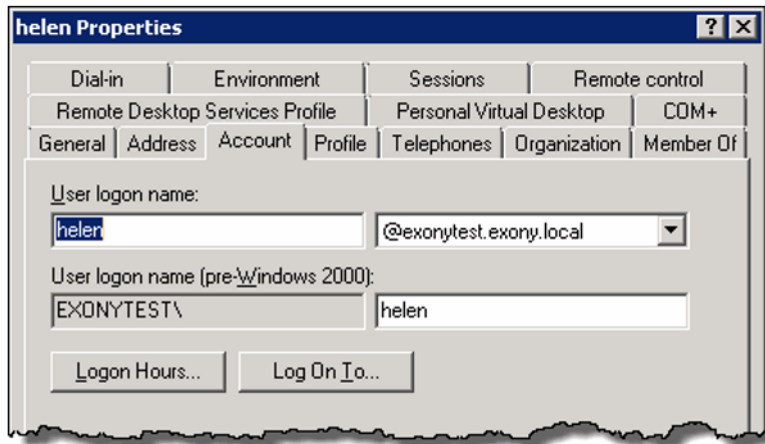 helen Properties
? ×
Dial-in Environment Sessions Remote control
Remote Desktop Services Profile Personal Virtual Desktop COM+
General Address Account Profile Telephones Organization Member Of
User logon name:
helen @exonytest.exony.local
User logon name (pre-Windows 2000):
EXONYTEST\ helen
Logon Hours... Log On To...